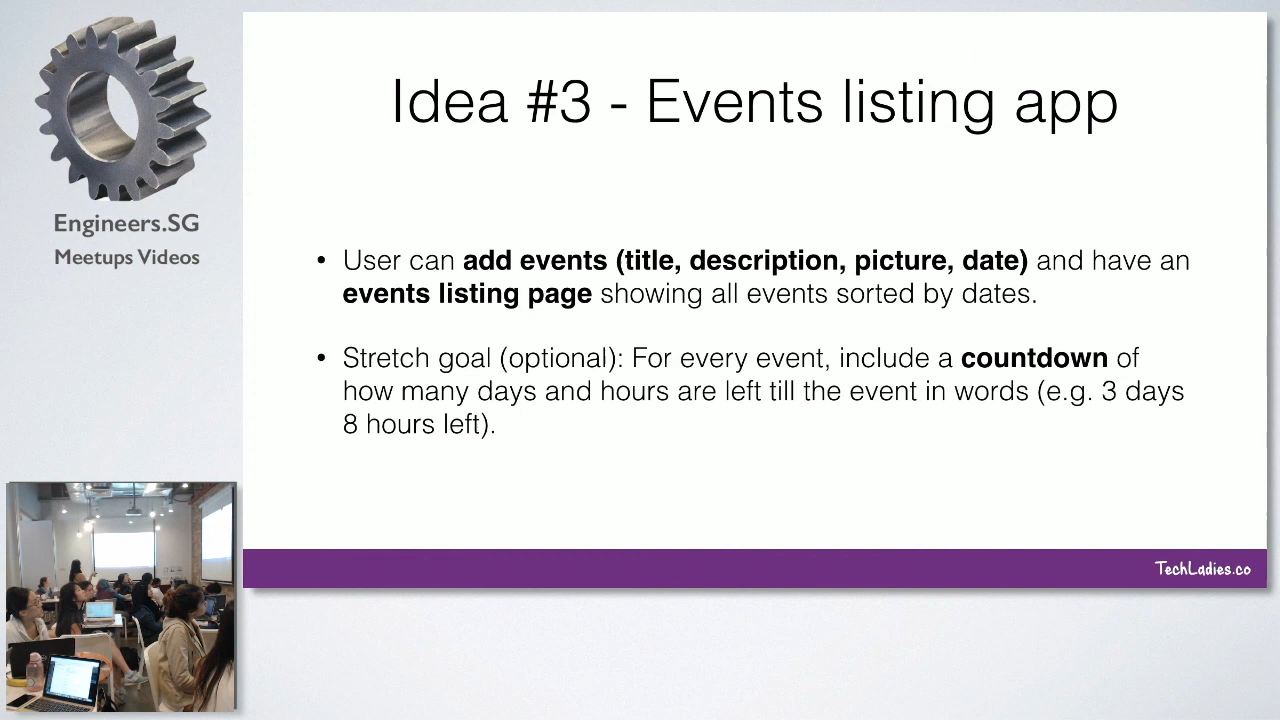 Idea #3 - Events listing app
Engineers.SG
Meetups Videos
• User can add events (title, description, picture, date) and have an
events listing page showing all events sorted by dates.
• Stretch goal (optional): For every event, include a countdown of
how many days and hours are left till the event in words (e.g. 3 days
8 hours left).
TechLadies.co